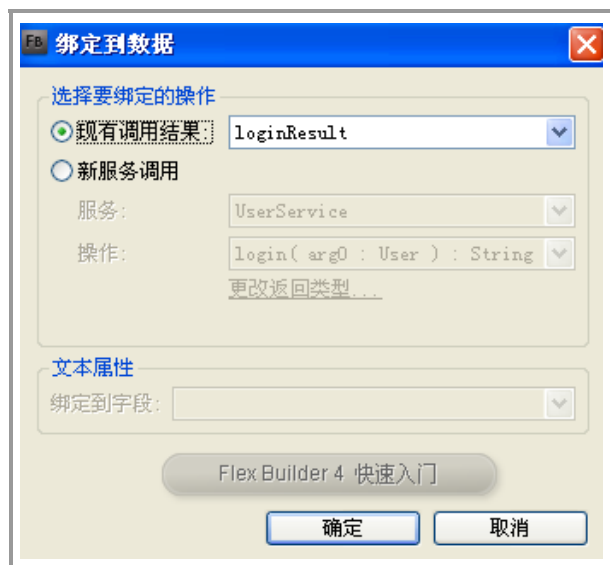 FB 绑定到数据
选择要绑定的操作
现有调用结果: loginResult
新服务调用
服务: UserService
操作: login( arg0 : User ) : String
更改返回类型...
文本属性
绑定到字段:
Flex Builder 4 快速入门
确定 取消